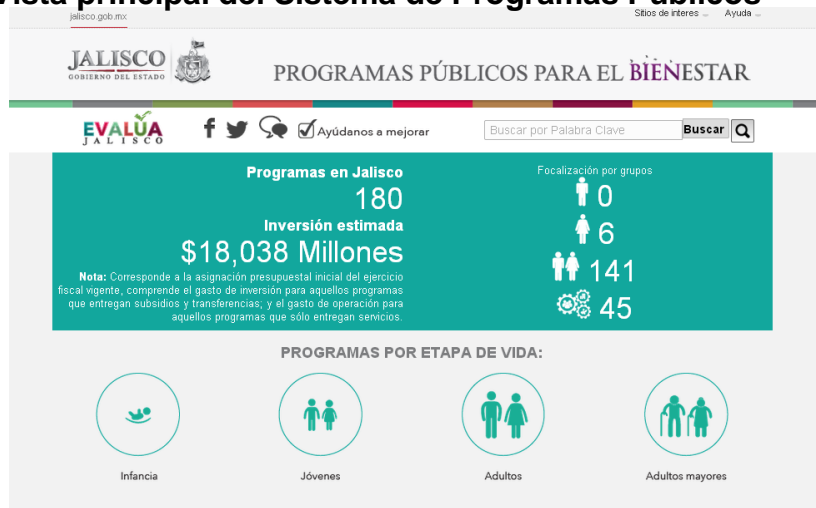 Vista principal del Sistema de Programas Públicos
jalisco.gob.mx
Sitios de interes
Ayuda
JALISCO
GOBIERNO DEL ESTADO
PROGRAMAS PÚBLICOS PARA EL BIENESTAR
EVALÚA
JALISCO
Ayúdanos a mejorar
Buscar por Palabra Clave
Buscar
Programas en Jalisco
180
Inversión estimada
$18,038 Millones
Nota: Corresponde a la asignación presupuestal inicial del ejercicio
fiscal vigente, comprende el gasto de inversión para aquellos programas
que entregan subsidios y transferencias; y el gasto de operación para
aquellos programas que sólo entregan servicios.
Focalización por grupos
0
6
141
45
PROGRAMAS POR ETAPA DE VIDA:
Infancia
Jóvenes
Adultos
Adultos mayores